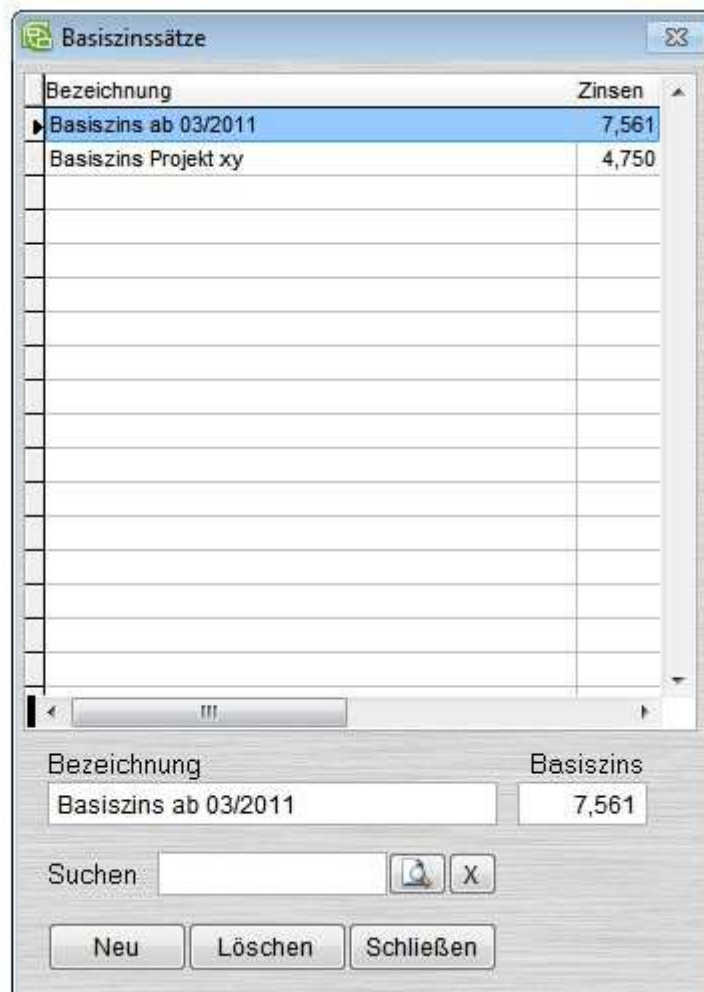 Basiszinssätze
Bezeichnung Zinsen
Basiszins ab 03/2011 7,561
Basiszins Projekt xy 4,750
Bezeichnung Basiszins
Basiszins ab 03/2011 7,561
Suchen X
Neu Löschen Schließen